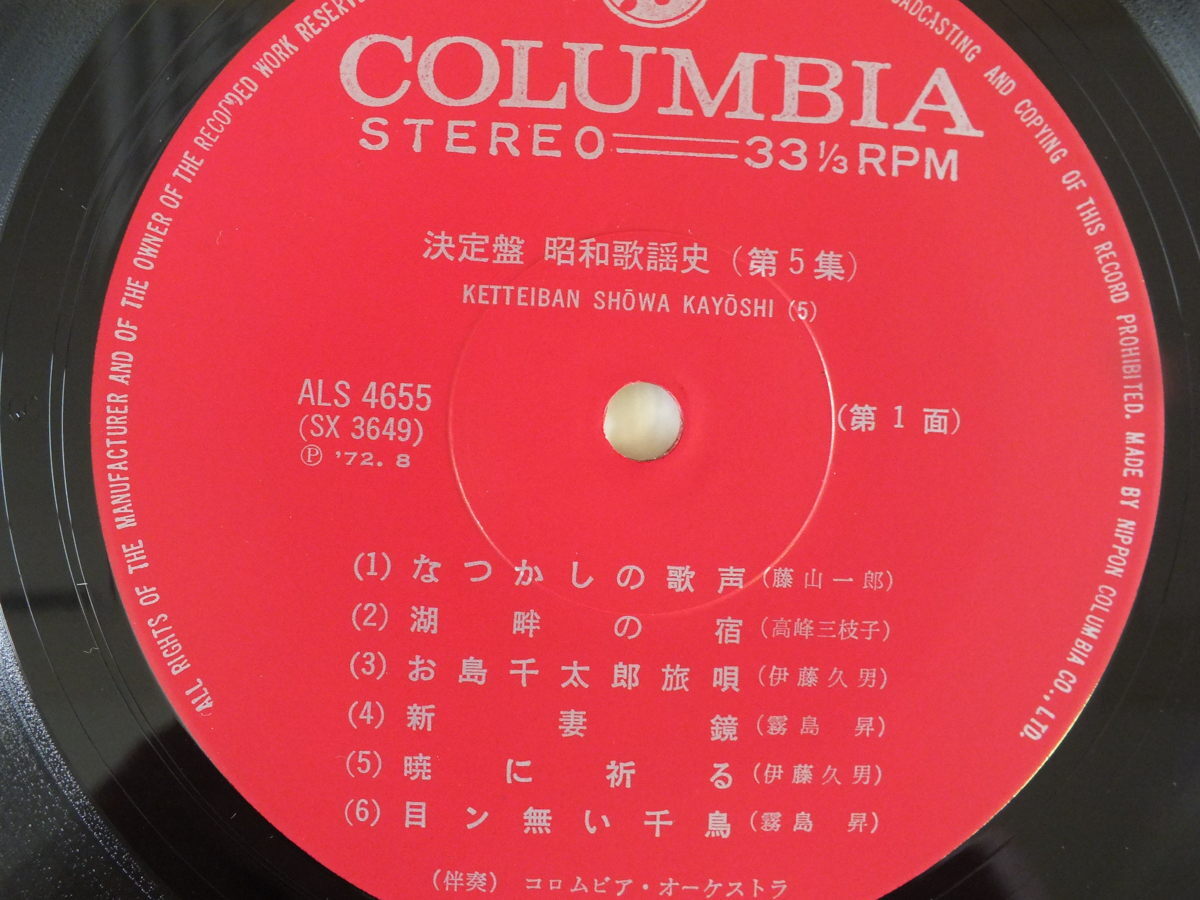 COLUMBIA
STEREO 33 1/3 RPM
決定盤 昭和歌謡史 (第5集)
KETTEIBAN SHŌWA KAYŌSHI (5)
ALS 4655
(SX 3649)
Ⓟ '72. 8
(第1面)
(1) なつかしの歌声 (藤山一郎)
(2) 湖畔の宿 (高峰三枝子)
(3) お島千太郎旅唄 (伊藤久男)
(4) 新妻鏡 (霧島 昇)
(5) 暁に祈る (伊藤久男)
(6) 目ン無い千鳥 (霧島 昇)
(伴奏) コロムビア・オーケストラ
ALL RIGHTS OF THE MANUFACTURER AND OF THE OWNER OF THE RECORDED WORK RESERVE
ADCASTING AND COPYING OF THIS RECORD PROHIBITED. MADE BY NIPPON COLUMBIA CO., LTD.